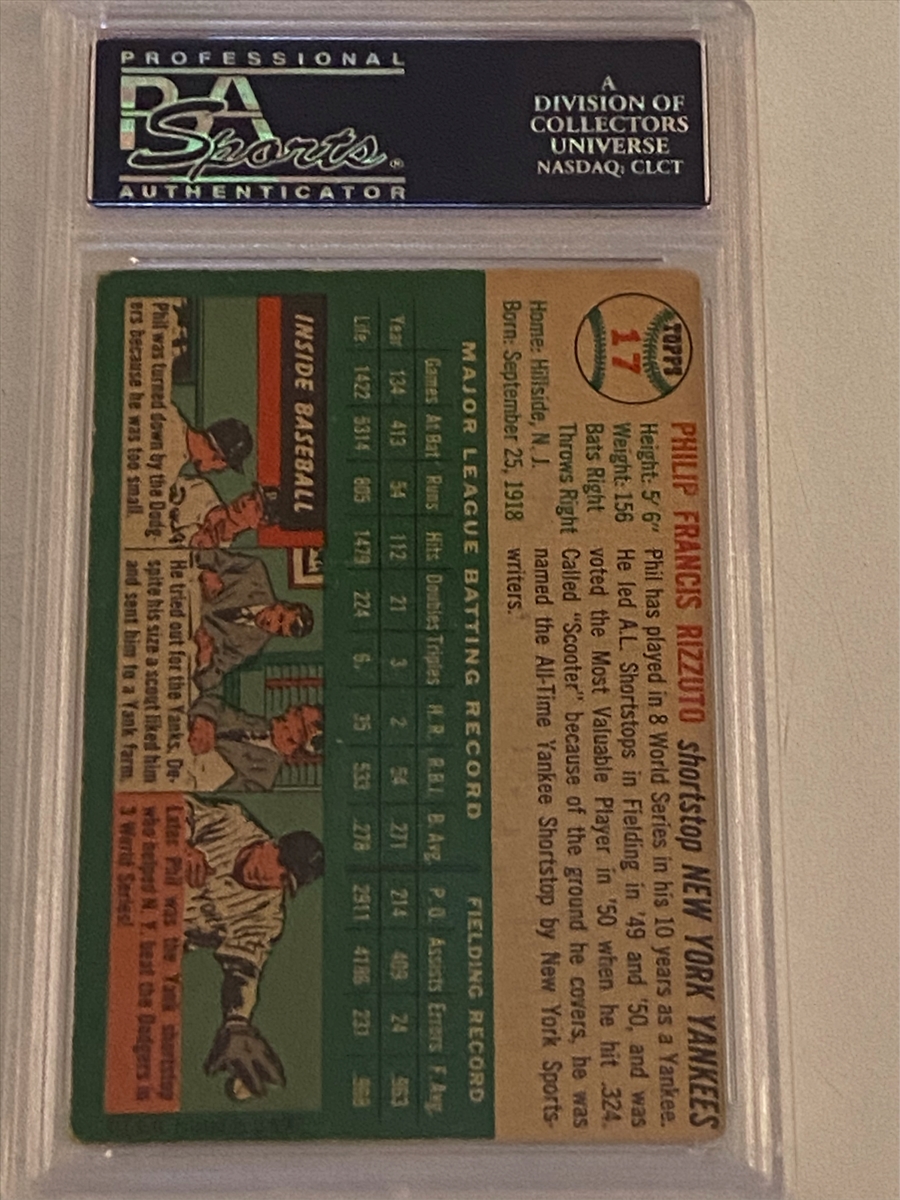 PROFESSIONAL
PSA
Sports®
AUTHENTICATOR
A
DIVISION OF
COLLECTORS
UNIVERSE
NASDAQ: CLCT
TOPPS
17
PHILIP FRANCIS RIZZUTO shortstop NEW YORK YANKEES
Height: 5' 6"
Weight: 156
Bats Right
Throws Right
Home: Hillside, N. J.
Born: September 25, 1918
Phil has played in 8 World Series in his 10 years as a Yankee.
He led A.L. Shortstops in Fielding in '49 and '50, and was
voted the Most Valuable Player in '50 when he hit .324.
Called "Scooter" because of the ground he covers, he was
named the All-Time Yankee Shortstop by New York Sports-
writers.
MAJOR LEAGUE BATTING RECORD FIELDING RECORD
Games At Bat Runs Hits Doubles Triples H.R. R.B.I. B. Avg. P.O. Assists Errors F. Avg.
Year 134 413 54 112 21 3 2 54 .271 214 409 24 .963
Life 1422 5314 805 1479 224 6. 35 533 .278 2911 231
INSIDE BASEBALL
Phil was turned down by the Dodg-
ers because he was too small.
He tried out for the Yanks. De-
spite his size a scout liked him
and sent him to a Yank farm.
Later Phil was the Yank shortstop
who helped N. Y. beat the Dodgers in
3 World Series!